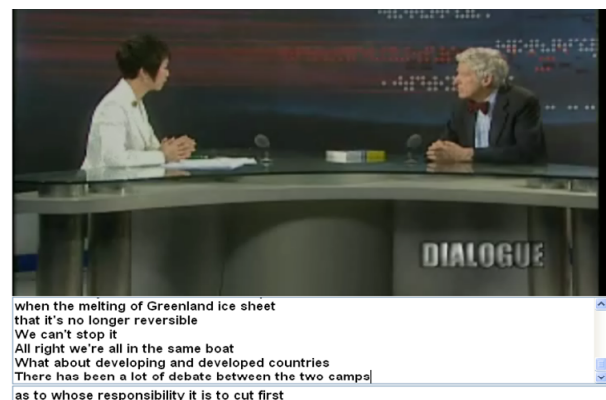 DIALOGUE
when the melting of Greenland ice sheet
that it's no longer reversible
We can't stop it
All right we're all in the same boat
What about developing and developed countries
There has been a lot of debate between the two camps
as to whose responsibility it is to cut first